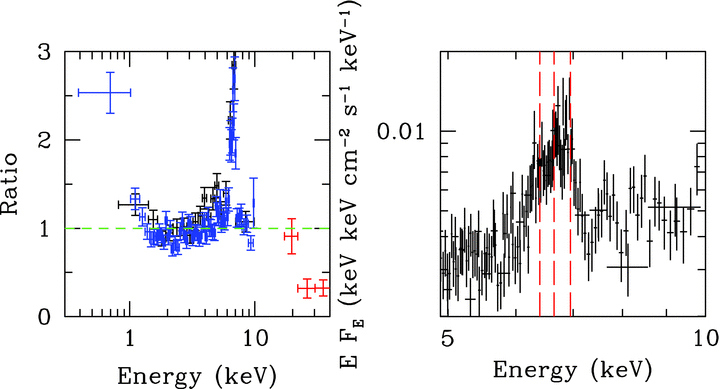 Ratio
3
2
1
0
1
10
Energy (keV)
E F_E (keV keV cm⁻² s⁻¹ keV⁻¹)
0.01
5
10
Energy (keV)